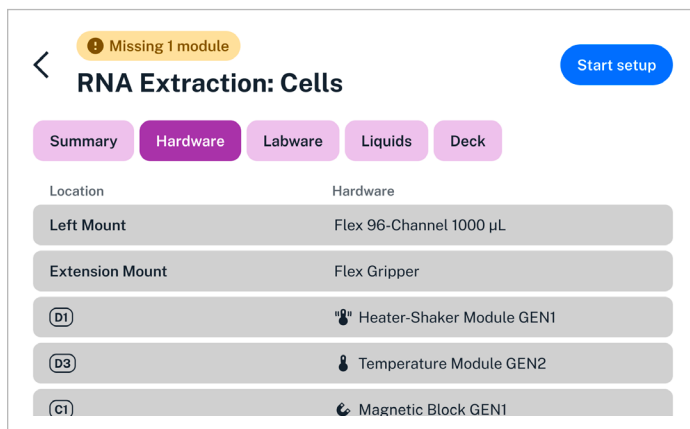 Missing 1 module
RNA Extraction: Cells
Start setup
Summary Hardware Labware Liquids Deck
Location Hardware
Left Mount Flex 96-Channel 1000 µL
Extension Mount Flex Gripper
D1 Heater-Shaker Module GEN1
D3 Temperature Module GEN2
C1 Magnetic Block GEN1